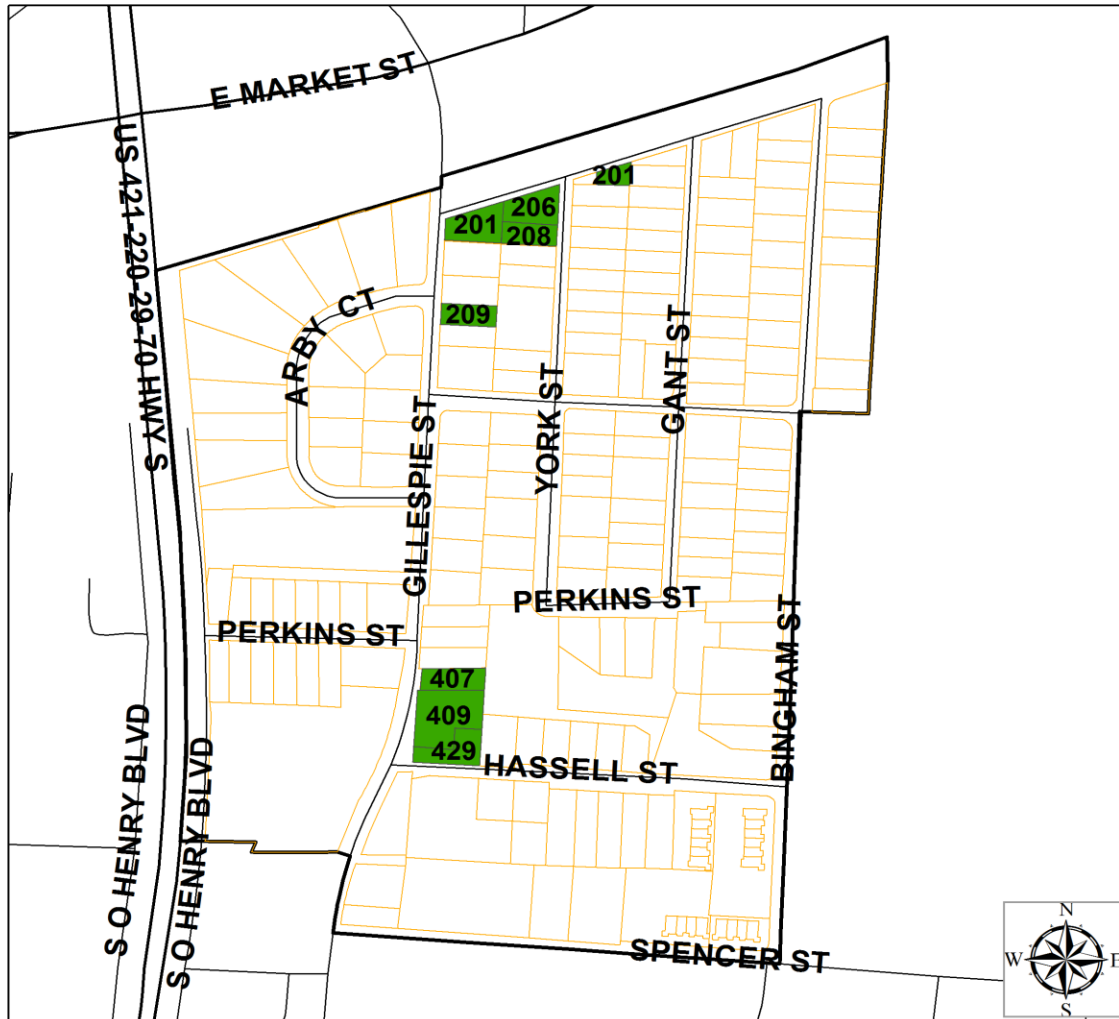 E MARKET ST
US 421-220-29-70 HWY S
201
206
201
208
209
ARBY CT
GANT ST
YORK ST
GILLESPIE ST
PERKINS ST
PERKINS ST
BINGHAM ST
407
409
429
HASSELL ST
S O HENRY BLVD
S O HENRY BLVD
SPENCER ST
N
W
E
S